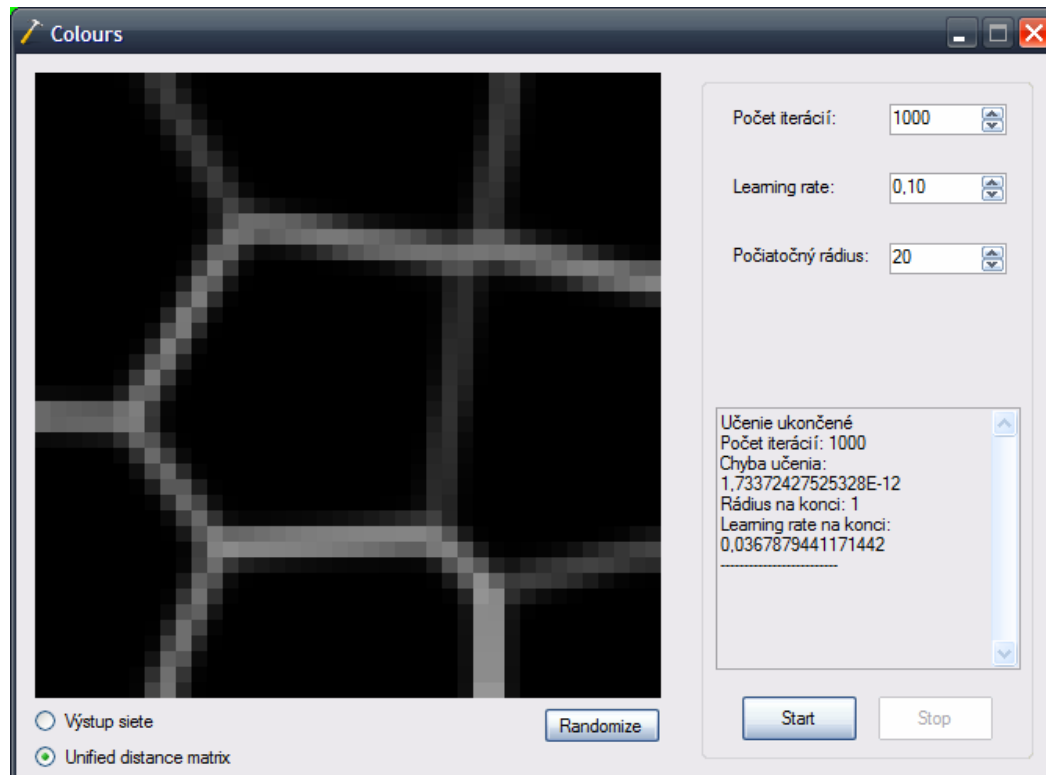 Colours
Počet iterácií: 1000
Learning rate: 0,10
Počiatočný rádius: 20
Učenie ukončené
Počet iterácií: 1000
Chyba učenia:
1,73372427525328E-12
Rádius na konci: 1
Learning rate na konci:
0,0367879441171442
--------------------------
Start
Stop
Výstup siete
Randomize
Unified distance matrix